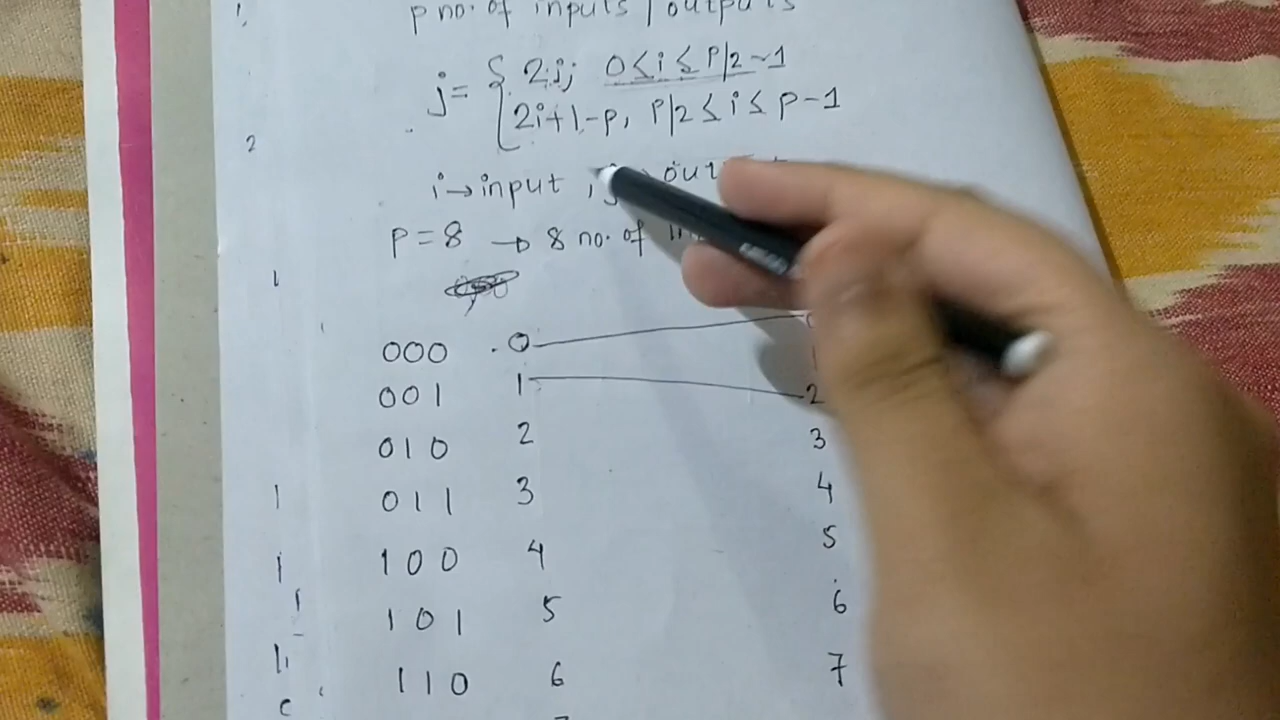 p no. of inputs / outputs
j = { 2i, 0 ≤ i ≤ P/2 - 1
2i+1-p, P/2 ≤ i ≤ p-1
i → input , j
p = 8 → 8 no. of
000 . 0
001 1 2
010 2 3
011 3 4
100 4 5
101 5 6
110 6 7